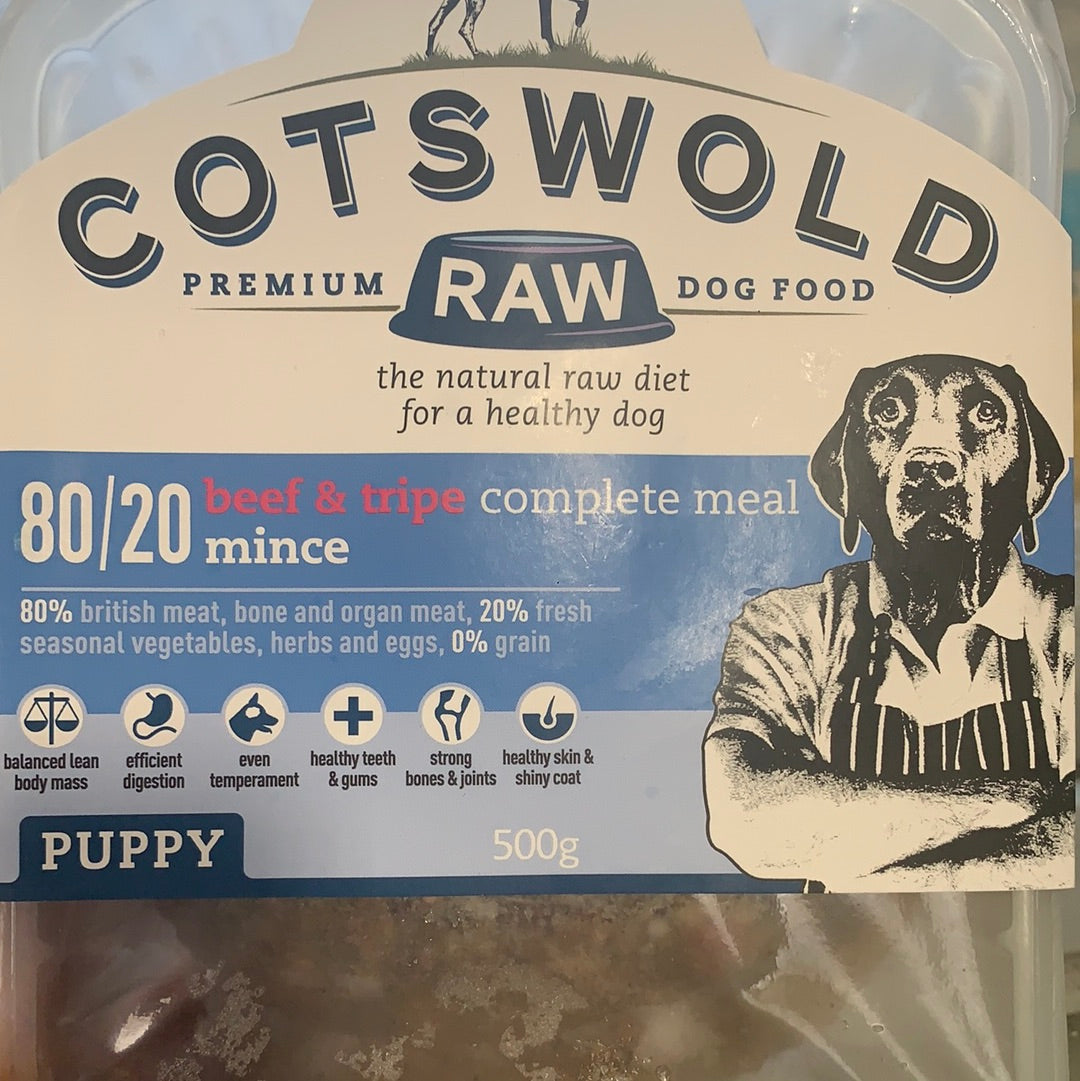 COTSWOLD
PREMIUM RAW DOG FOOD
the natural raw diet
for a healthy dog
80/20 beef & tripe complete meal
mince
80% british meat, bone and organ meat, 20% fresh
seasonal vegetables, herbs and eggs, 0% grain
balanced lean
body mass
efficient
digestion
even
temperament
healthy teeth
& gums
strong
bones & joints
healthy skin &
shiny coat
PUPPY
500g